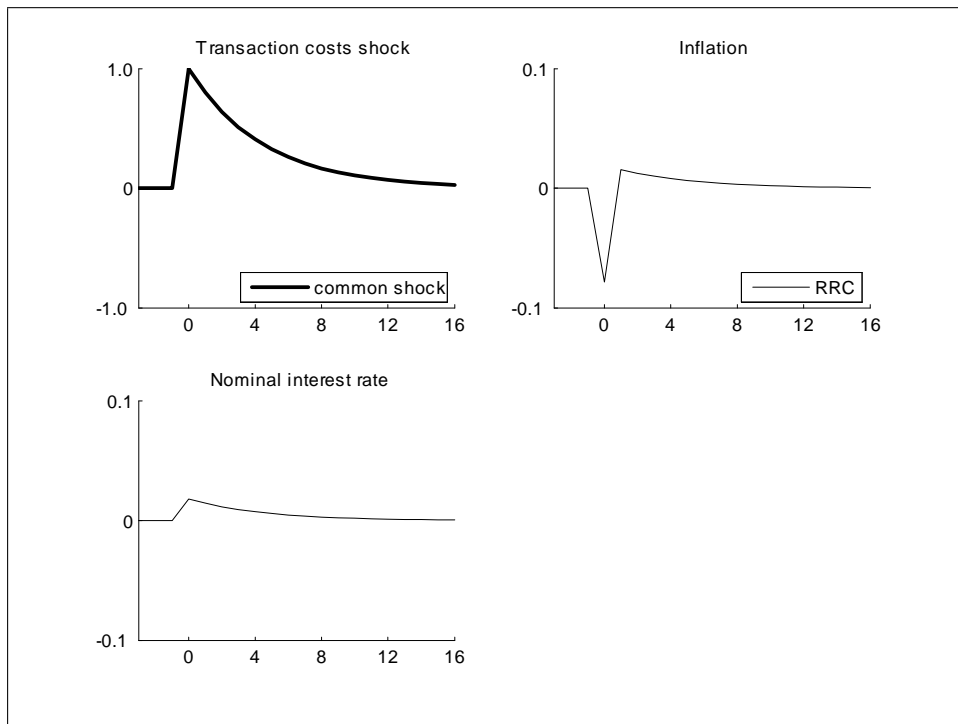 Transaction costs shock
1.0
0
-1.0
0 4 8 12 16
common shock
Inflation
0.1
0
-0.1
0 4 8 12 16
RRC
Nominal interest rate
0.1
0
-0.1
0 4 8 12 16